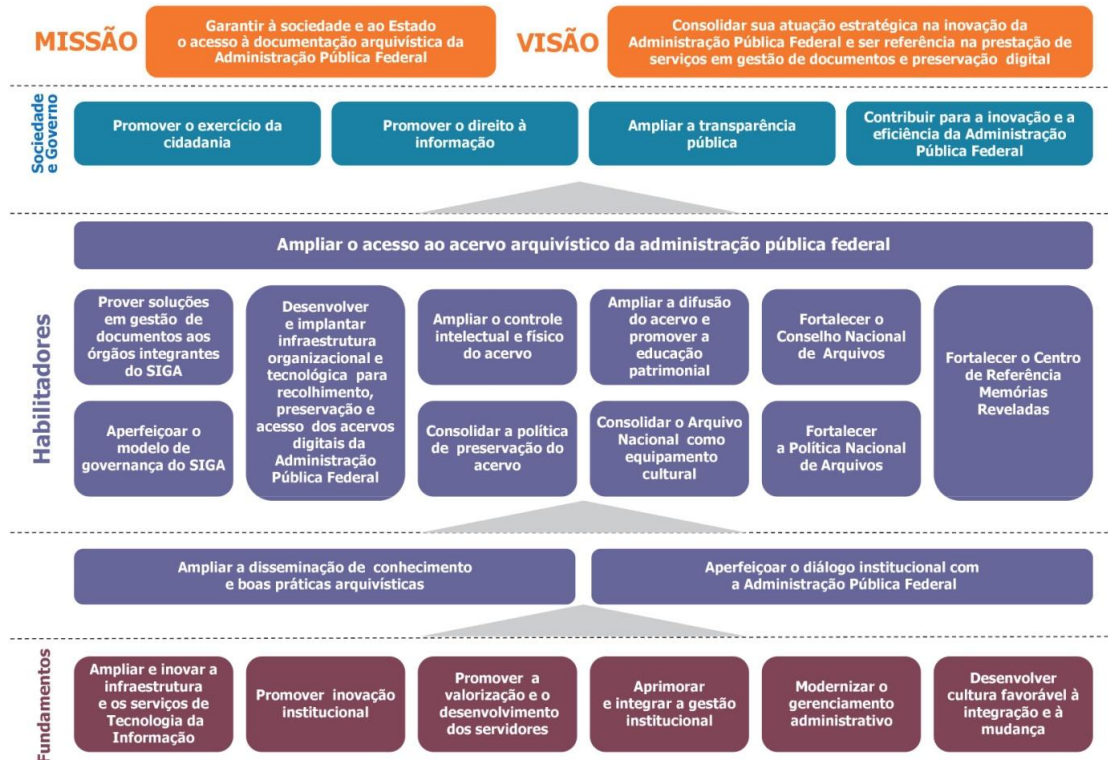 MISSÃO
Garantir à sociedade e ao Estado
o acesso à documentação arquivística da
Administração Pública Federal
VISÃO
Consolidar sua atuação estratégica na inovação da
Administração Pública Federal e ser referência na prestação de
serviços em gestão de documentos e preservação digital
Sociedade
e Governo
Promover o exercício da
cidadania
Promover o direito à
informação
Ampliar a transparência
pública
Contribuir para a inovação e a
eficiência da Administração
Pública Federal
Habilitadores
Ampliar o acesso ao acervo arquivístico da administração pública federal
Prover soluções
em gestão de
documentos aos
órgãos integrantes
do SIGA
Aperfeiçoar o
modelo de
governança do SIGA
Desenvolver
e implantar
infraestrutura
organizacional e
tecnológica para
recolhimento,
preservação e
acesso dos acervos
digitais da
Administração
Pública Federal
Ampliar o controle
intelectual e físico
do acervo
Consolidar a política
de preservação do
acervo
Ampliar a difusão
do acervo e
promover a
educação
patrimonial
Consolidar o Arquivo
Nacional como
equipamento
cultural
Fortalecer o
Conselho Nacional
de Arquivos
Fortalecer
a Política Nacional
de Arquivos
Fortalecer o Centro
de Referência
Memórias
Reveladas
Ampliar a disseminação de conhecimento
e boas práticas arquivísticas
Aperfeiçoar o diálogo institucional com
a Administração Pública Federal
Fundamentos
Ampliar e inovar a
infraestrutura
e os serviços de
Tecnologia da
Informação
Promover inovação
institucional
Promover a
valorização e o
desenvolvimento
dos servidores
Aprimorar
e integrar a gestão
institucional
Modernizar o
gerenciamento
administrativo
Desenvolver
cultura favorável à
integração e à
mudança